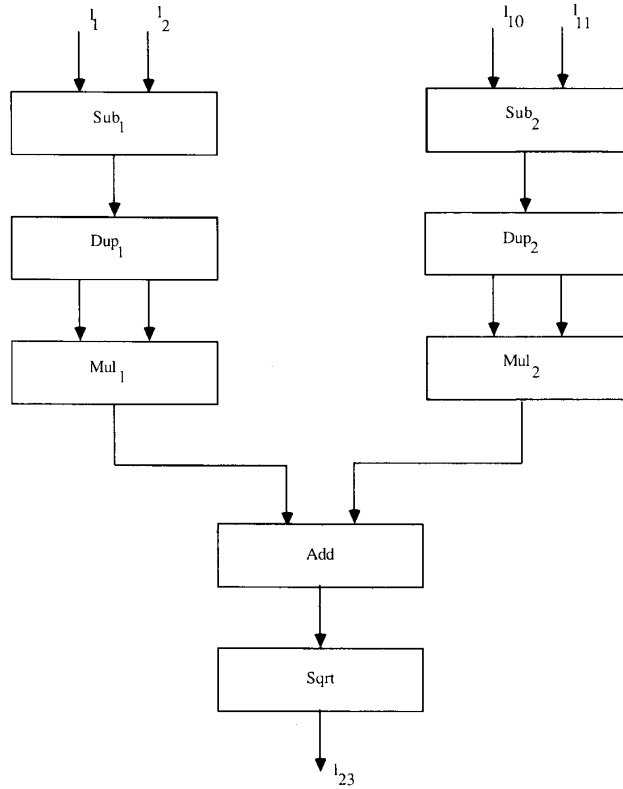 l1 l2 l10 l11
Sub1 Sub2
Dup1 Dup2
Mul1 Mul2
Add
Sqrt
l23